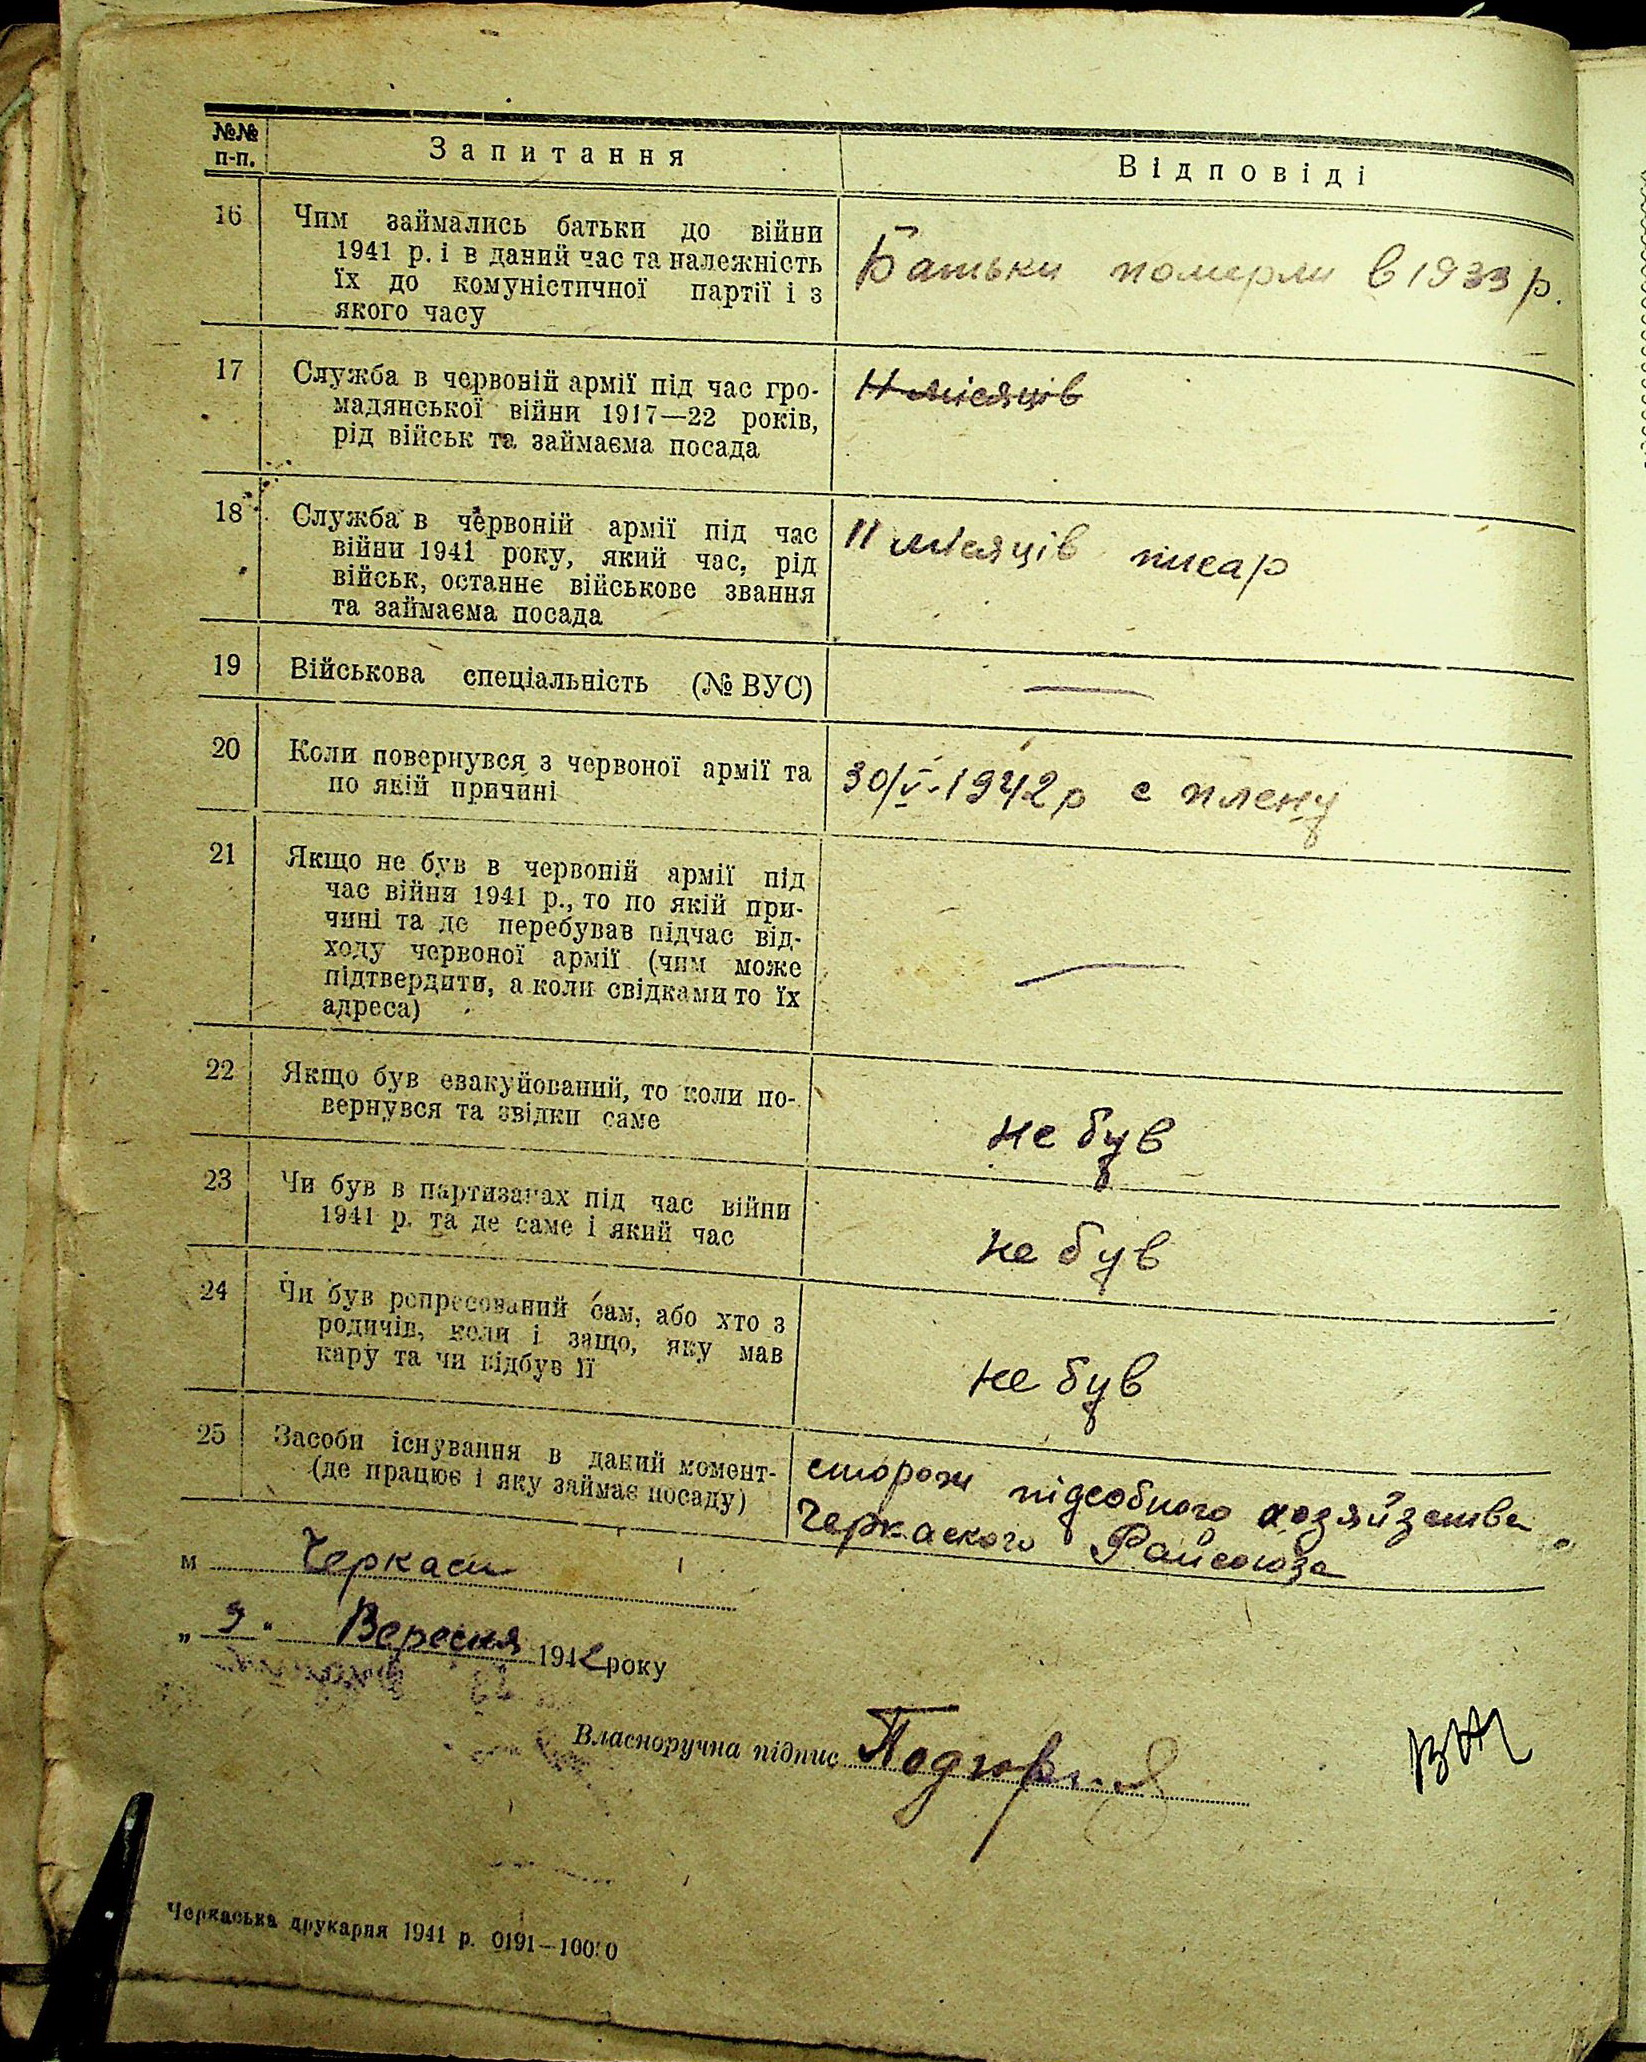 №№ п-п.
Запитання
Відповіді
16
Чим займались батьки до війни
1941 р. і в даний час та належність
їх до комуністичної партії і з
якого часу
Батьки померли в 1933 р.
17
Служба в червоній армії під час гро-
мадянської війни 1917—22 років,
рід військ та займаєма посада
11 місяців
18
Служба в червоній армії під час
війни 1941 року, який час, рід
військ, останнє військове звання
та займаєма посада
11 місяців писар
19
Військова спеціальність (№ ВУС)
—
20
Коли повернувся з червоної армії та
по якій причині
30/V-1942 р с плену
21
Якщо не був в червоній армії під
час війни 1941 р., то по якій при-
чині та де перебував підчас від-
ходу червоної армії (чим може
підтвердити, а коли свідками то їх
адреса)
—
22
Якщо був евакуйований, то коли по-
вернувся та звідки саме
не був
23
Чи був в партизанах під час війни
1941 р. та де саме і який час
не був
24
Чи був репресований сам, або хто з
родичів, коли і защо, яку мав
кару та чи відбув її
не був
25
Засоби існування в даний момент-
(де працює і яку займає посаду)
сторож підсобного хозяйзства
Черкаского Райсоюза
м Черкаси
„ 9 " Вересня 1942 року
Власноручна підпис
Черкаська друкарня 1941 р. 0191—10000